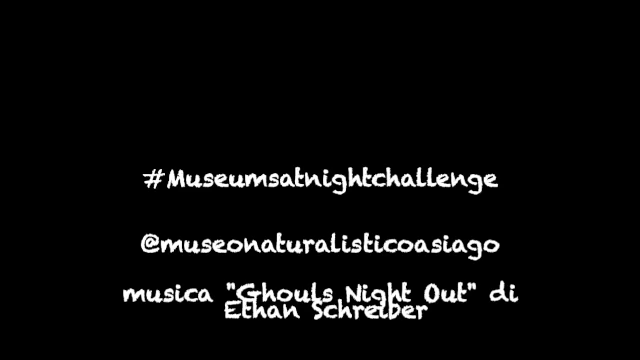 #Museumsatnightchallenge
@museonaturalisticoasiago
musica "Ghouls Night Out" di
Ethan Schreiber